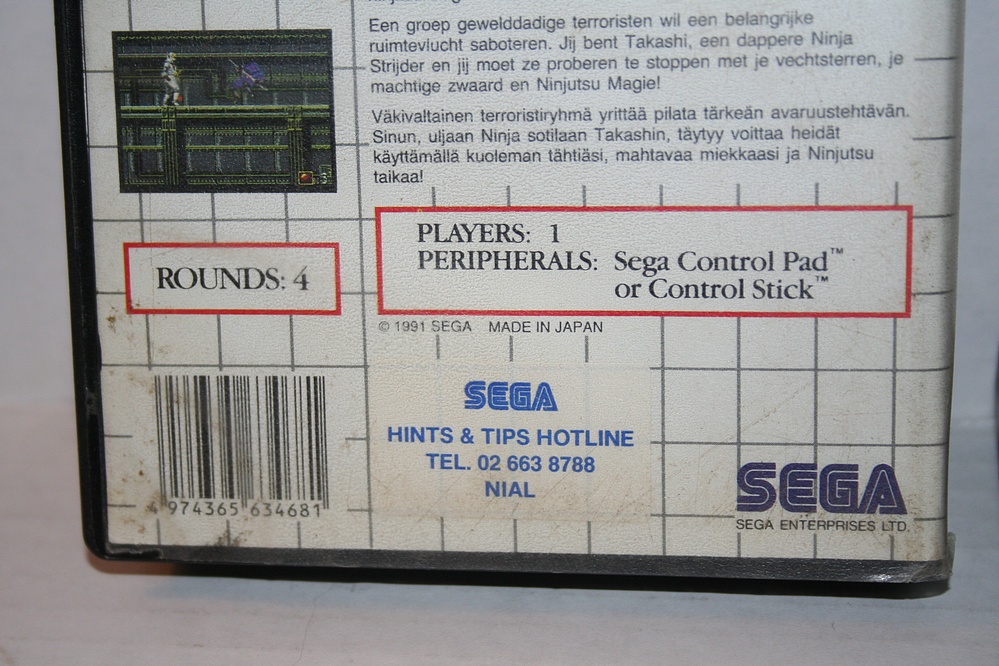 Een groep gewelddadige terroristen wil een belangrijke
ruimtevlucht saboteren. Jij bent Takashi, een dappere Ninja
Strijder en jij moet ze proberen te stoppen met je vechtsterren, je
machtige zwaard en Ninjutsu Magie!
Väkivaltainen terroristiryhmä yrittää pilata tärkeän avaruustehtävän.
Sinun, uljaan Ninja sotilaan Takashin, täytyy voittaa heidät
käyttämällä kuoleman tähtiäsi, mahtavaa miekkaasi ja Ninjutsu
taikaa!
:3
ROUNDS: 4
PLAYERS: 1
PERIPHERALS: Sega Control Pad™
or Control Stick™
© 1991 SEGA MADE IN JAPAN
SEGA
HINTS & TIPS HOTLINE
TEL. 02 663 8788
NIAL
4 974365 634681
SEGA
SEGA ENTERPRISES LTD.